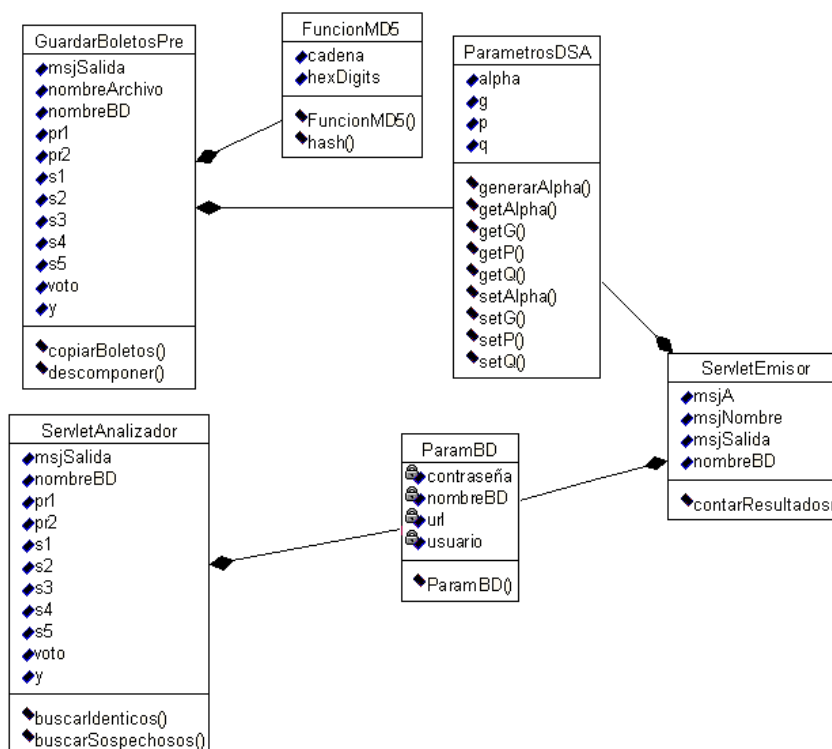 GuardarBoletosPre
msjSalida
nombreArchivo
nombreBD
pr1
pr2
s1
s2
s3
s4
s5
voto
y
copiarBoletos()
descomponer()
FuncionMD5
cadena
hexDigits
FuncionMD5()
hash()
ParametrosDSA
alpha
g
p
q
generarAlpha()
getAlpha()
getG()
getP()
getQ()
setAlpha()
setG()
setP()
setQ()
ServletEmisor
msjA
msjNombre
msjSalida
nombreBD
contarResultados(
ServletAnalizador
msjSalida
nombreBD
pr1
pr2
s1
s2
s3
s4
s5
voto
y
buscarIdenticos()
buscarSospechosos()
ParamBD
contraseña
nombreBD
url
usuario
ParamBD()